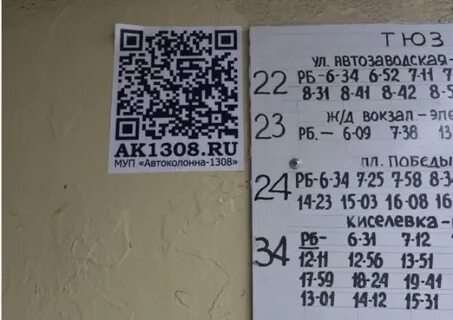 AK1308.RU
МУП «Автоколонна-1308»
ТЮЗ
УЛ. АВТОЗАВОДСКАЯ-
22 РБ-6-34 6-52 7-11
8-31 8-41 8-42
23 Ж/Д ВОКЗАЛ-ЭЛЕ
РБ.- 6-09 7-38 13
ПЛ. ПОБЕДЫ
24 РБ-6-34 7-25 7-58 8-3
14-23 15-03 16-08 16
КИСЕЛЕВКА-
34 РБ- 6-31 7-12
12-11 12-56 13-51
17-59 18-24 19-41
13-01 14-12 15-31